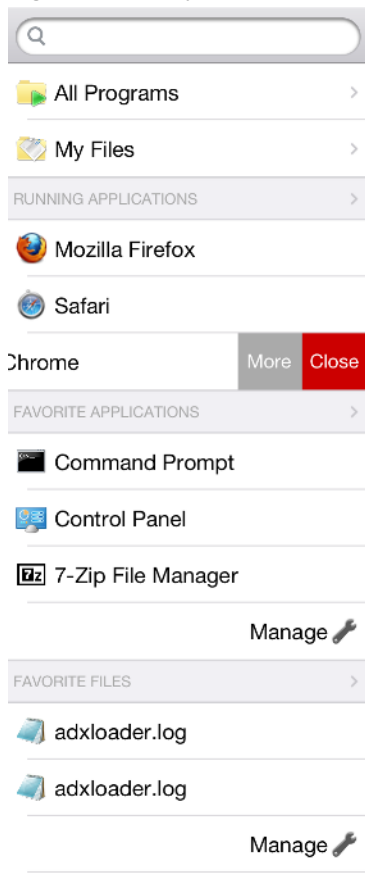 All Programs
My Files
RUNNING APPLICATIONS
Mozilla Firefox
Safari
Chrome More Close
FAVORITE APPLICATIONS
Command Prompt
Control Panel
7z 7-Zip File Manager
Manage
FAVORITE FILES
adxloader.log
adxloader.log
Manage